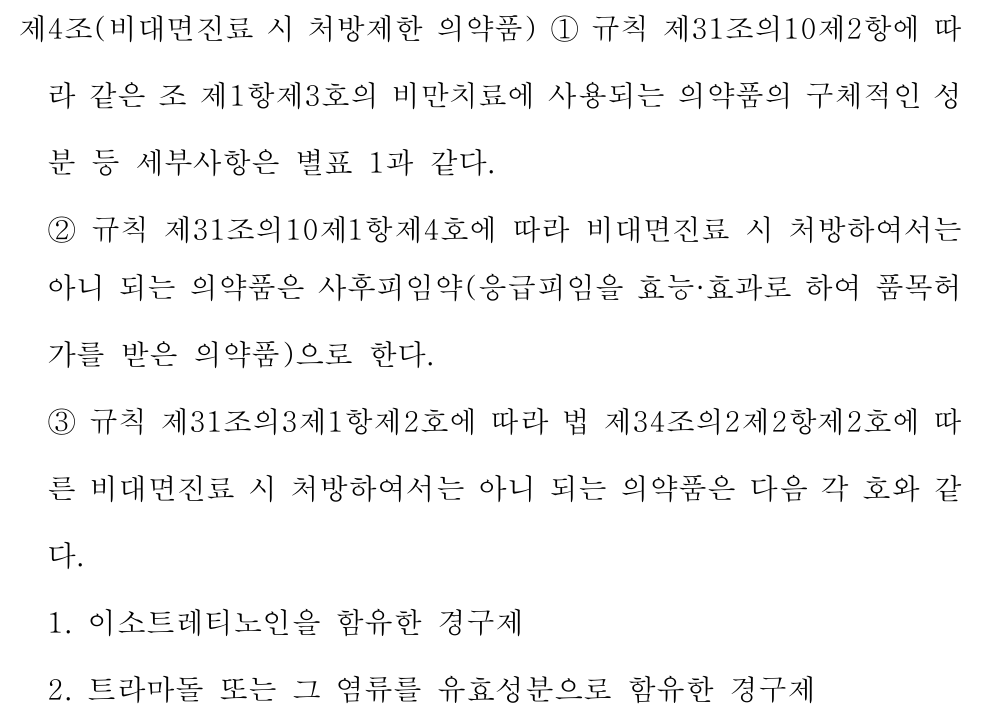 제4조(비대면진료 시 처방제한 의약품) ① 규칙 제31조의10제2항에 따
라 같은 조 제1항제3호의 비만치료에 사용되는 의약품의 구체적인 성
분 등 세부사항은 별표 1과 같다.
② 규칙 제31조의10제1항제4호에 따라 비대면진료 시 처방하여서는
아니 되는 의약품은 사후피임약(응급피임을 효능·효과로 하여 품목허
가를 받은 의약품)으로 한다.
③ 규칙 제31조의3제1항제2호에 따라 법 제34조의2제2항제2호에 따
른 비대면진료 시 처방하여서는 아니 되는 의약품은 다음 각 호와 같
다.
1. 이소트레티노인을 함유한 경구제
2. 트라마돌 또는 그 염류를 유효성분으로 함유한 경구제